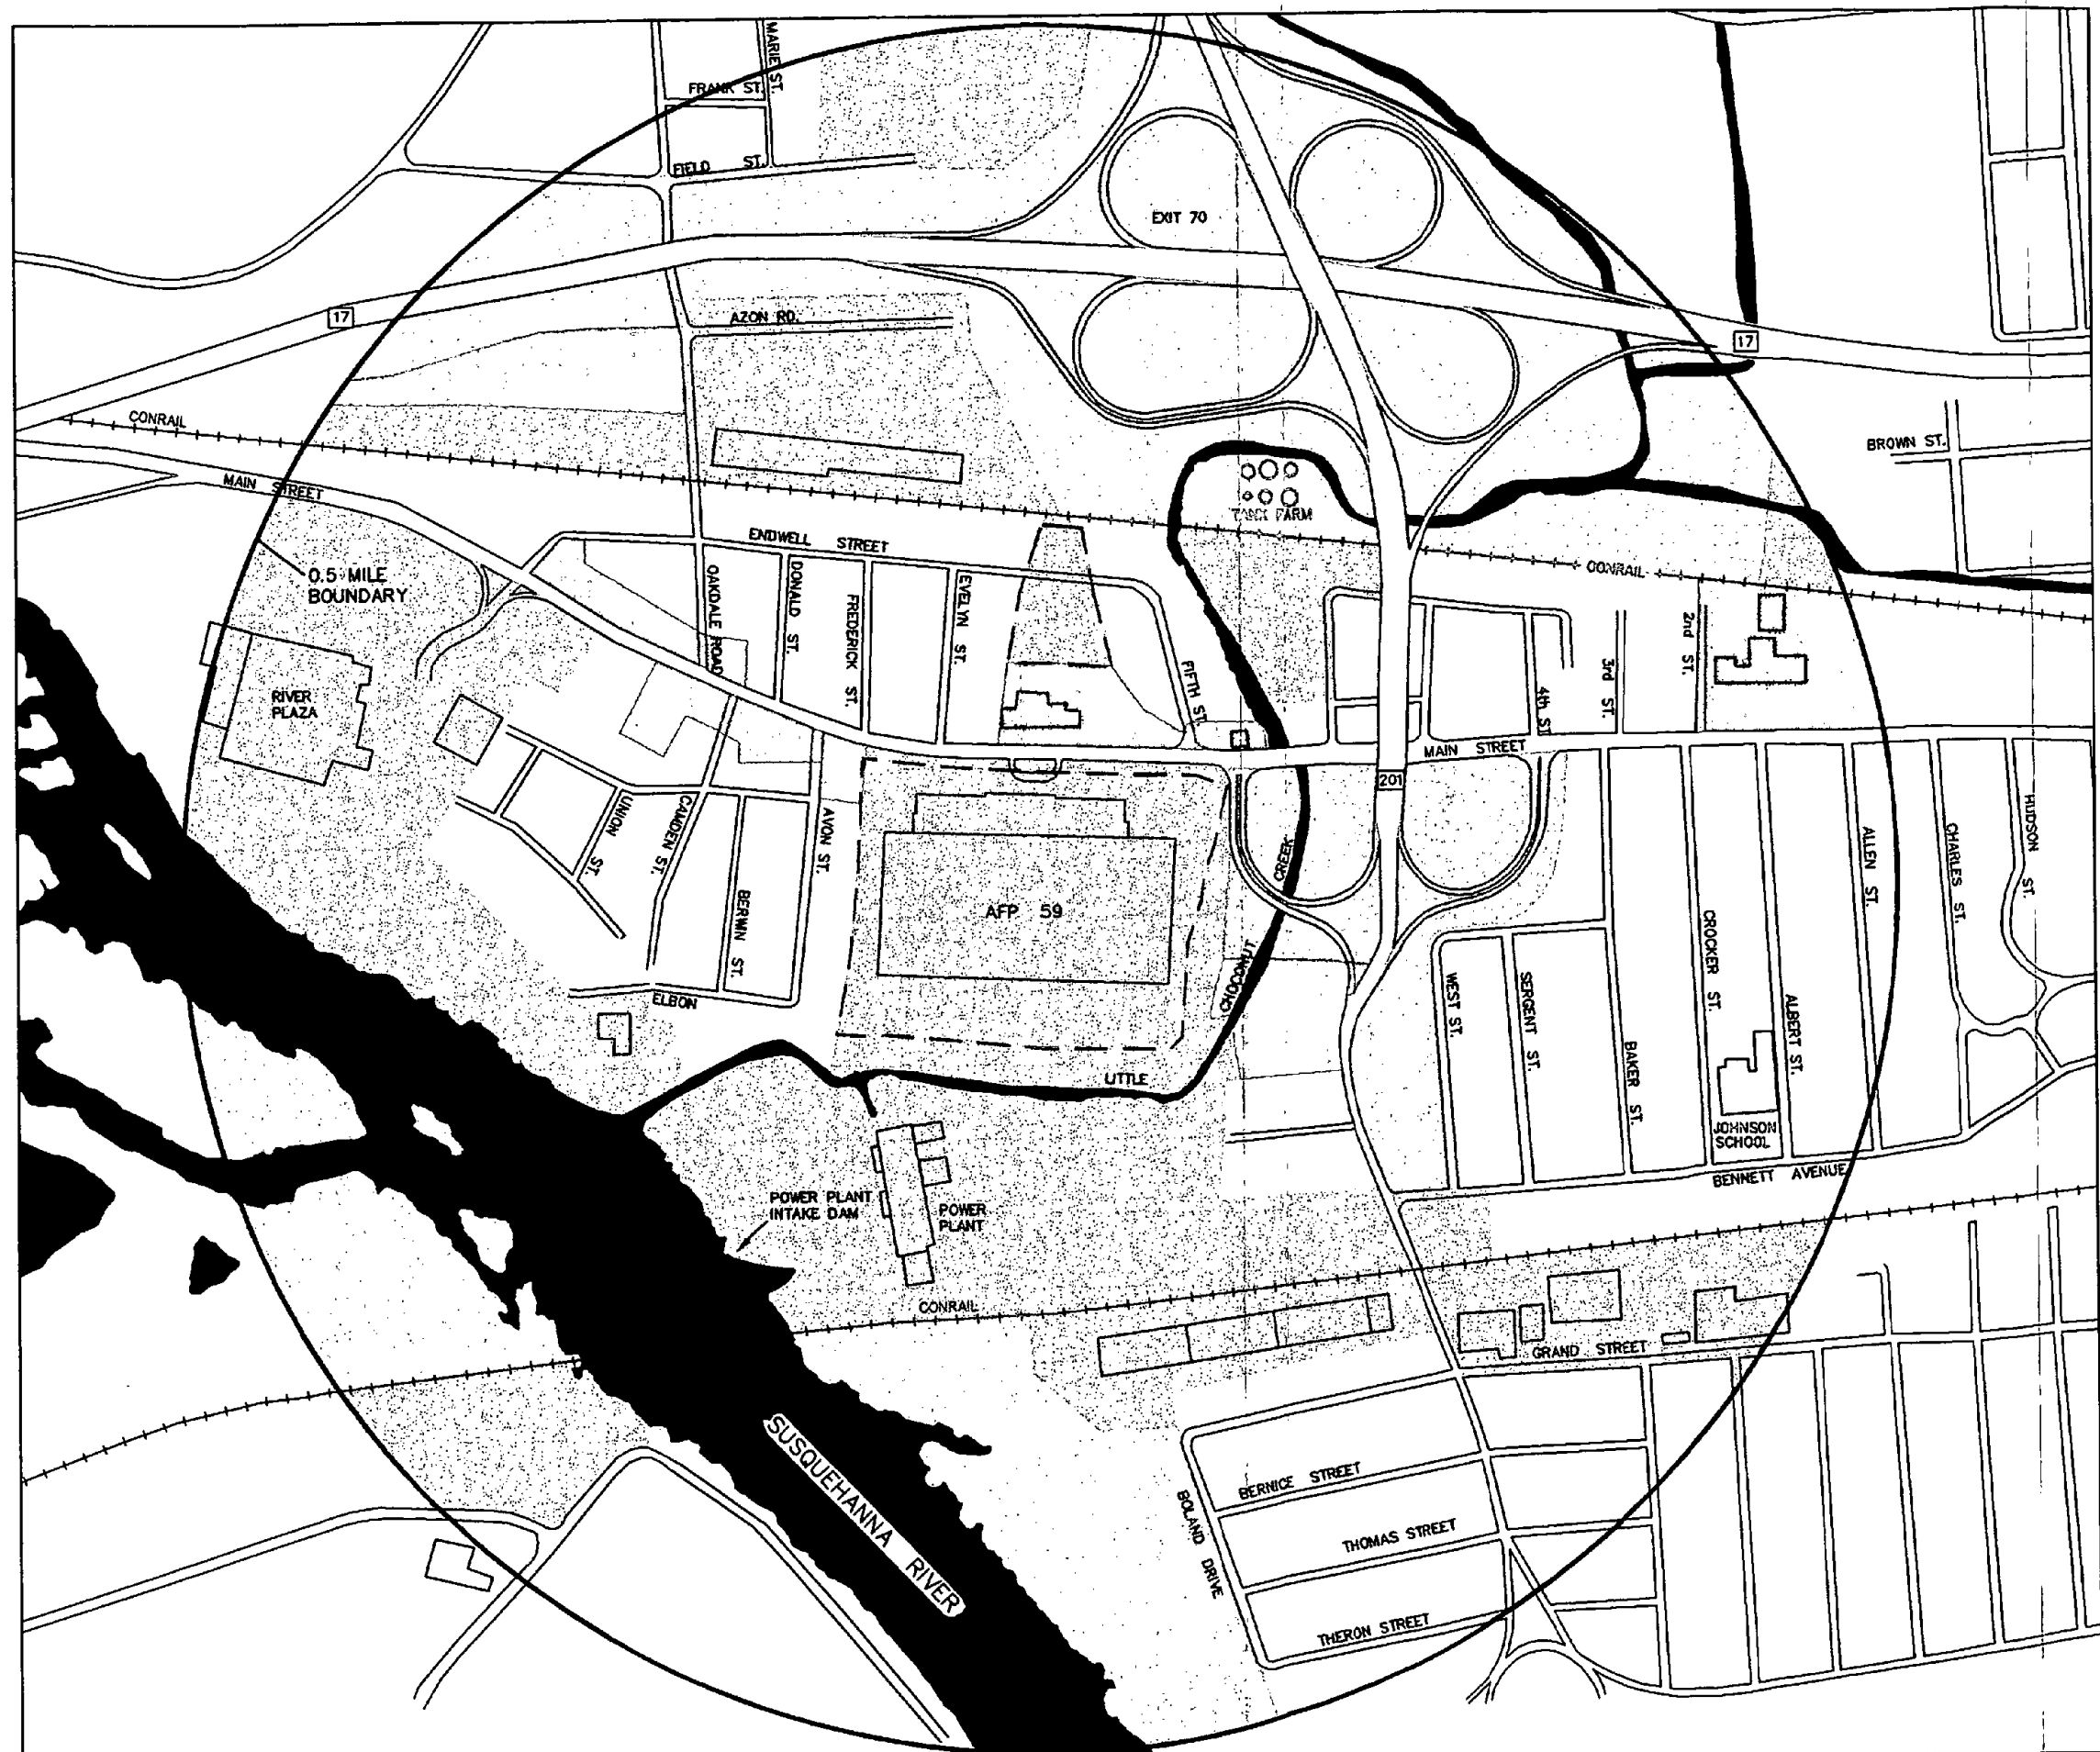 MARIE ST.
FRANK ST.
FIELD ST.
EXIT 70
17
AZON RD.
17
CONRAIL
BROWN ST.
MAIN STREET
TANK FARM
ENDWELL STREET
CONRAIL
0.5 MILE
BOUNDARY
OAKDALE ROAD
DONALD ST.
FREDERICK ST.
EVELYN ST.
FIFTH ST.
4th ST.
3rd ST.
2nd ST.
RIVER
PLAZA
MAIN STREET
201
UNION ST.
CAMDEN ST.
BERWIN ST.
AVON ST.
AFP 59
CREEK
CHOCONUT
LITTLE
ELBON
WEST ST.
SERGENT ST.
BAKER ST.
CROCKER ST.
ALBERT ST.
ALLEN ST.
CHARLES ST.
HUDSON ST.
JOHNSON
SCHOOL
BENNETT AVENUE
POWER PLANT
INTAKE DAM
POWER
PLANT
CONRAIL
GRAND STREET
SUSQUEHANNA RIVER
BOLAND DRIVE
BERNICE STREET
THOMAS STREET
THERON STREET